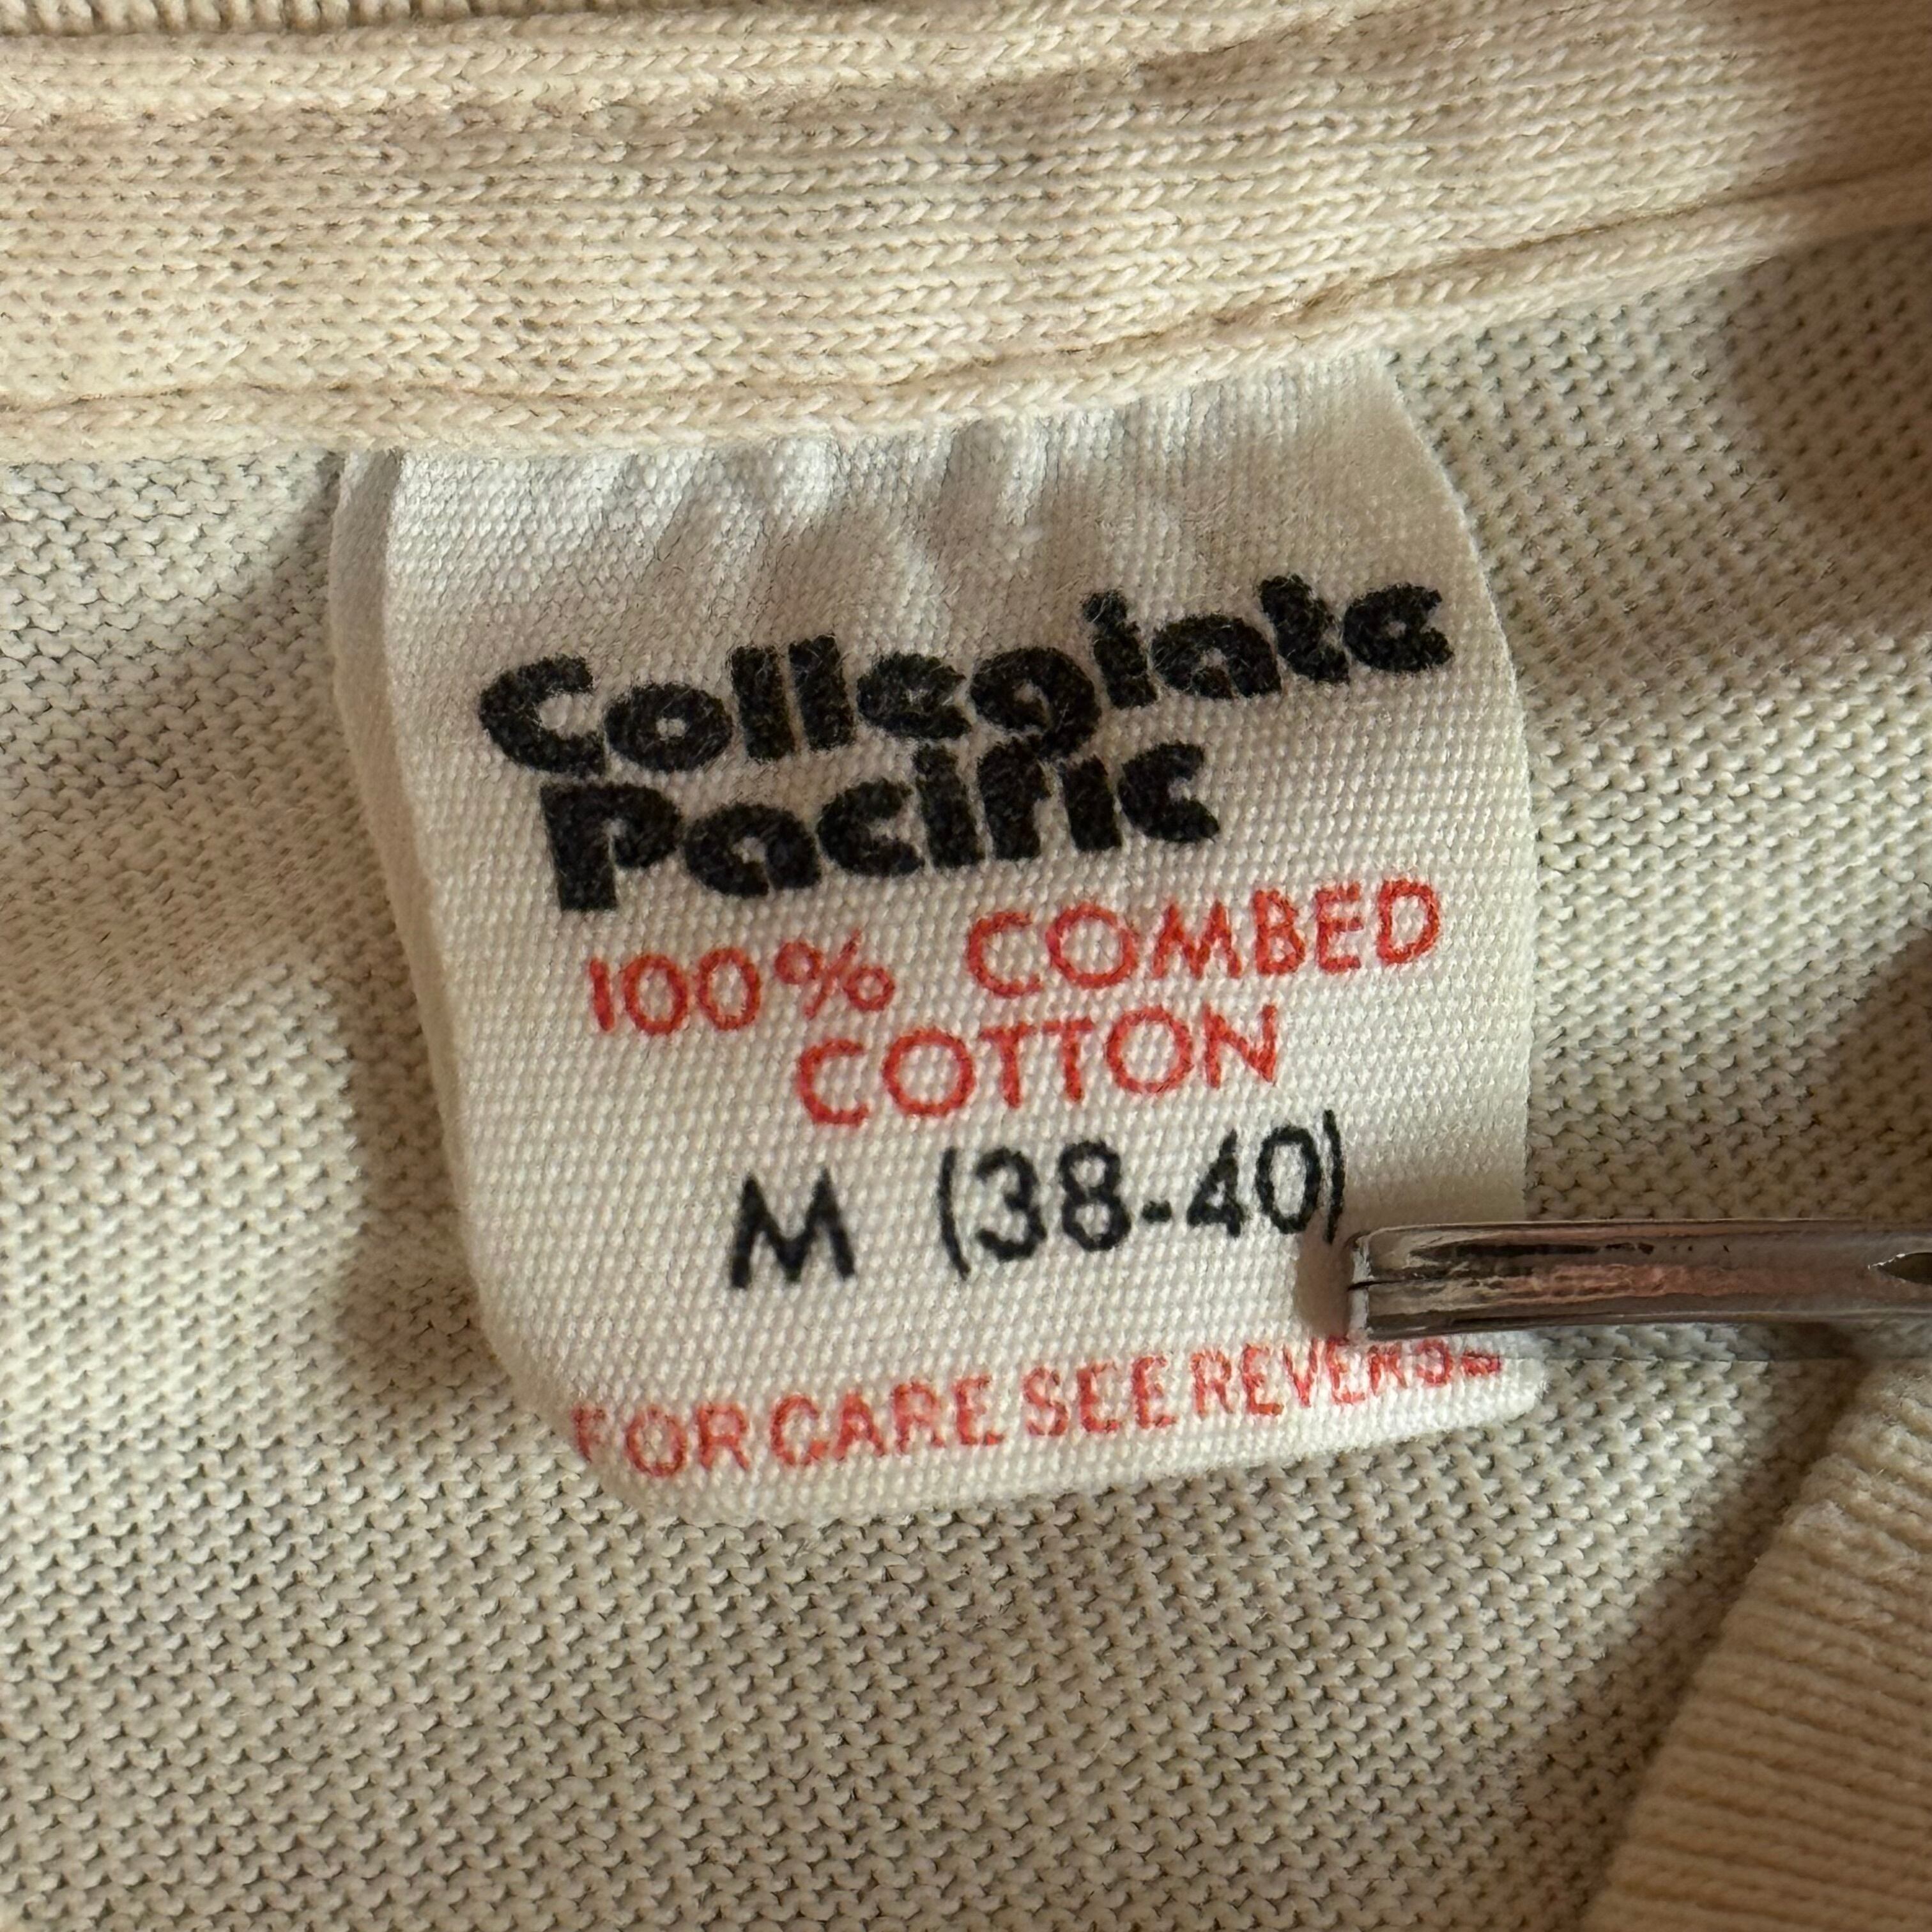 Collegiate
Pacific
100% COMBED
COTTON
M (38-40)
FOR CARE SEE REVERSE